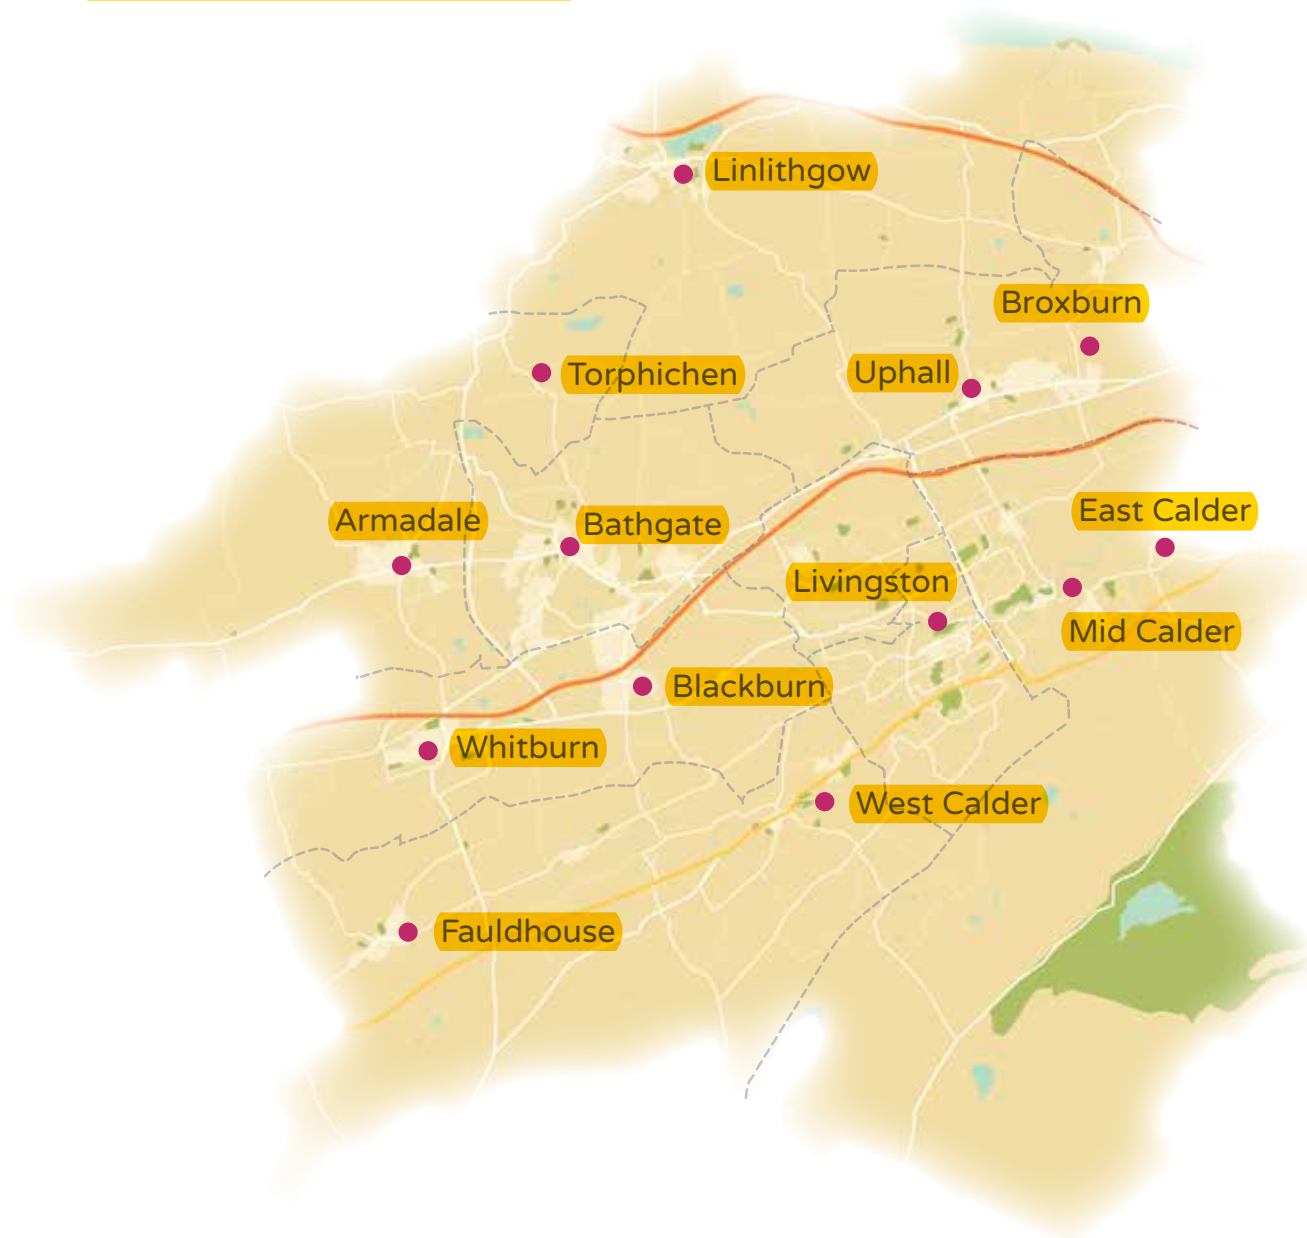 Linlithgow
Broxburn
Torphichen
Uphall
Armadale
Bathgate
East Calder
Livingston
Mid Calder
Blackburn
Whitburn
West Calder
Fauldhouse